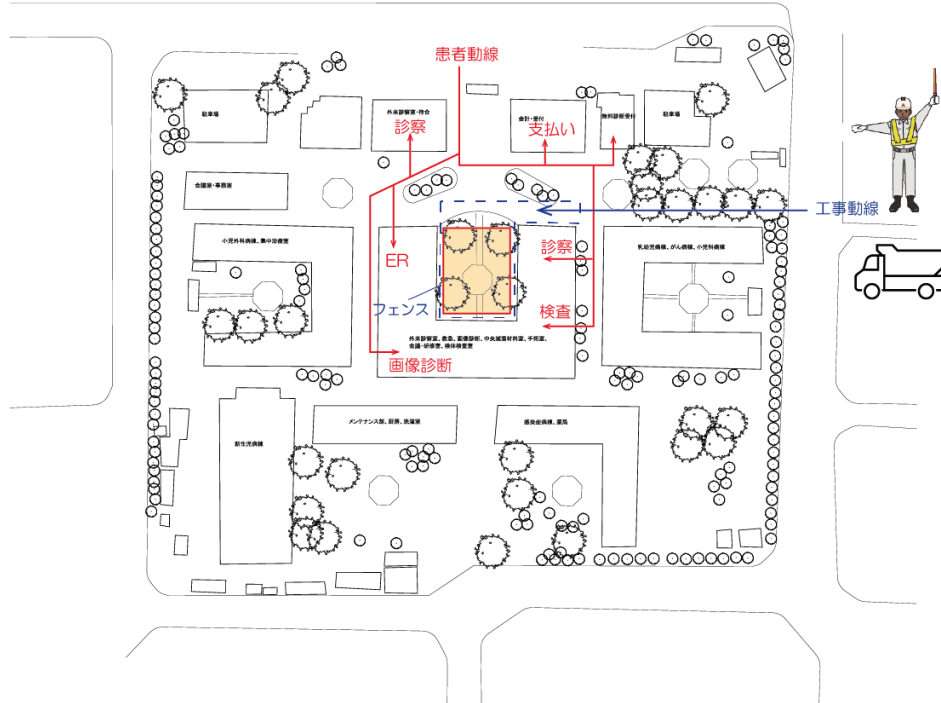 患者動線
外来診察室・待合
診察
会計・受付
支払い
無料診断受付
駐車場
駐車場
会議室・事務室
工事動線
小児外科病棟、集中治療室
乳幼児病棟、がん病棟、小児科病棟
ER
診察
フェンス
検査
外来診察室、救急、画像診断、中央滅菌材料室、手術室、
会議・研修室、検体検査室
画像診断
メンテナンス部、厨房、洗濯室
感染症病棟、薬局
新生児病棟